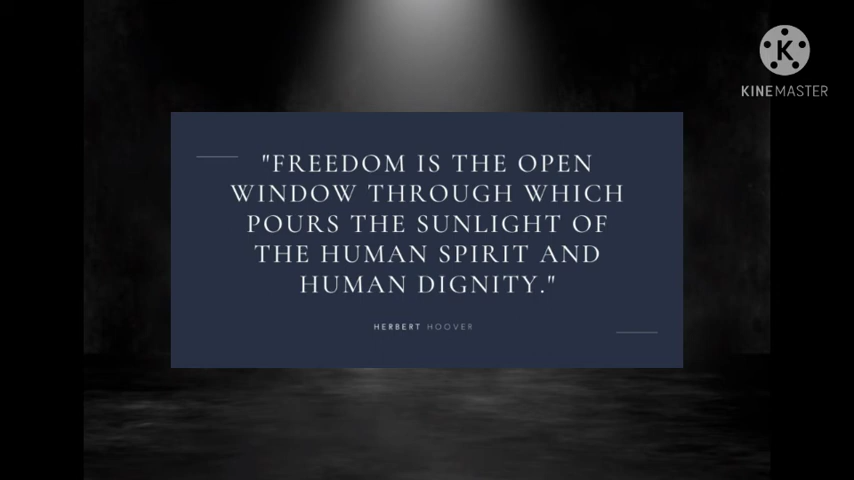 KINEMASTER
"FREEDOM IS THE OPEN
WINDOW THROUGH WHICH
POURS THE SUNLIGHT OF
THE HUMAN SPIRIT AND
HUMAN DIGNITY."
HERBERT HOOVER